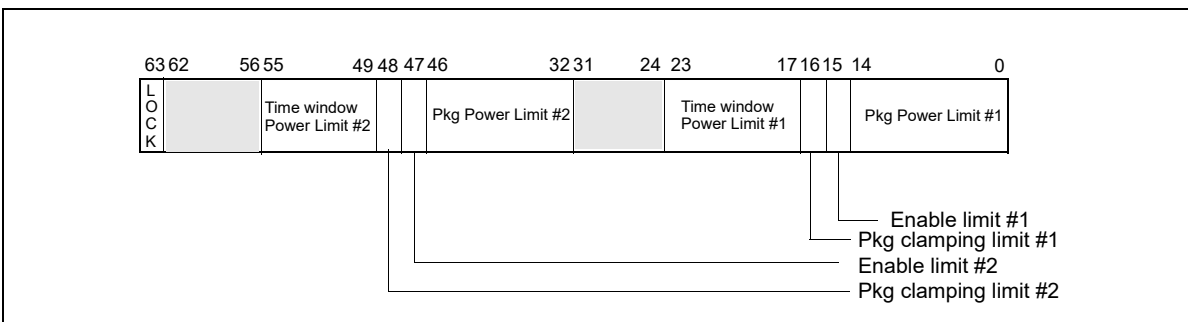 63 62 56 55 49 48 47 46 32 31 24 23 17 16 15 14 0
L
O
C
K
Time window
Power Limit #2
Pkg Power Limit #2
Time window
Power Limit #1
Pkg Power Limit #1
Enable limit #1
Pkg clamping limit #1
Enable limit #2
Pkg clamping limit #2